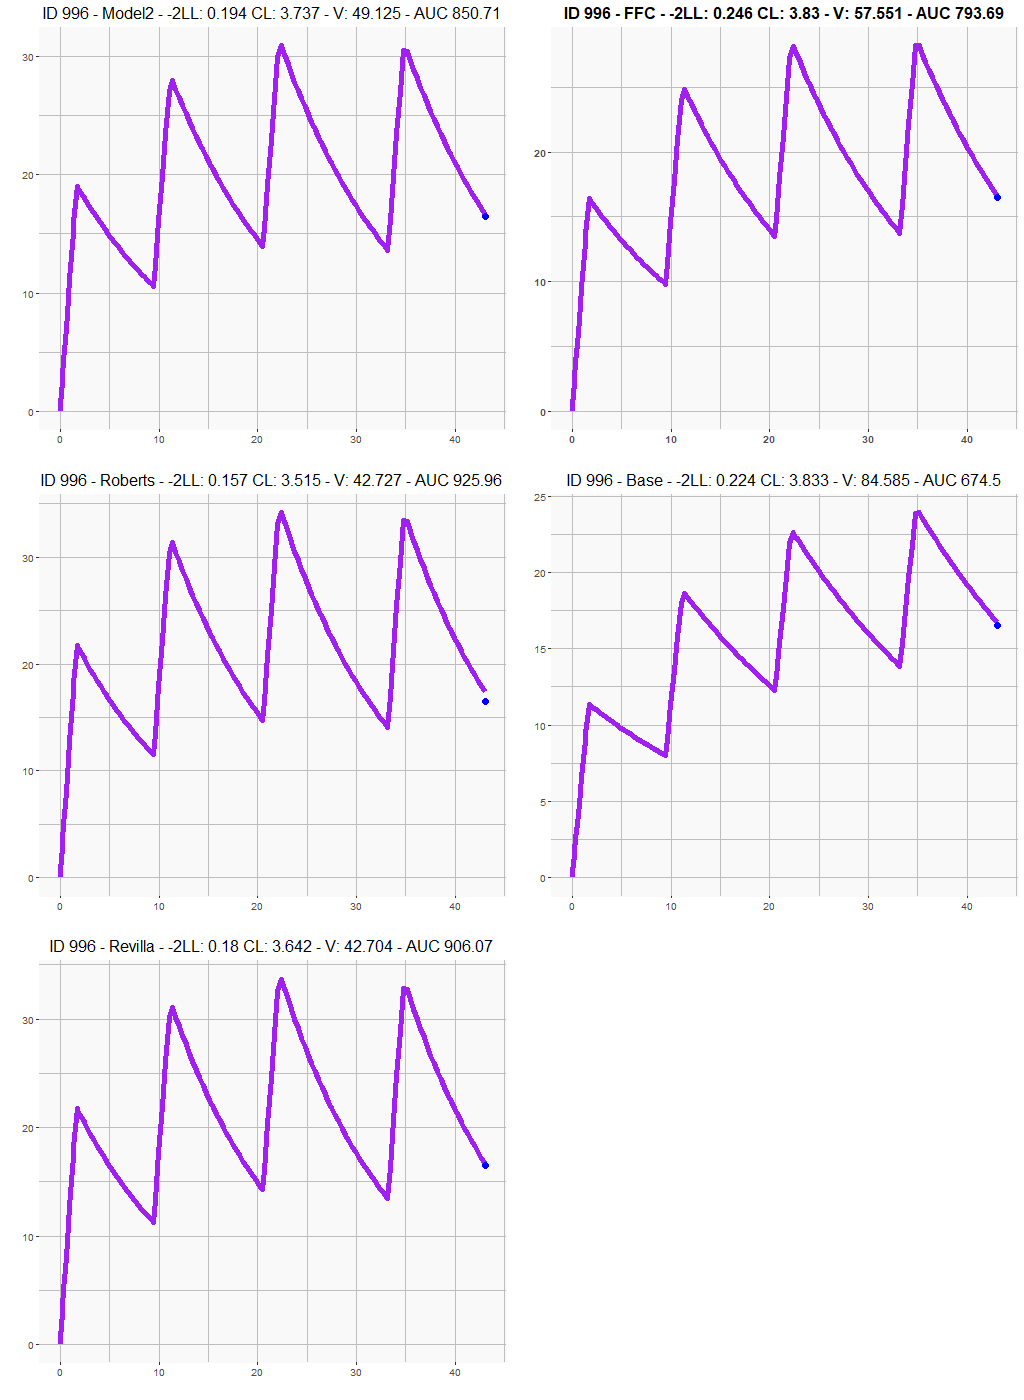 ID 996 - Model2 - -2LL: 0.194 CL: 3.737 - V: 49.125 - AUC 850.71
30
20
10
0
0 10 20 30 40
ID 996 - FFC - -2LL: 0.246 CL: 3.83 - V: 57.551 - AUC 793.69
20
10
0
0 10 20 30 40
ID 996 - Roberts - -2LL: 0.157 CL: 3.515 - V: 42.727 - AUC 925.96
30
20
10
0
0 10 20 30 40
ID 996 - Base - -2LL: 0.224 CL: 3.833 - V: 84.585 - AUC 674.5
25
20
15
10
5
0
0 10 20 30 40
ID 996 - Revilla - -2LL: 0.18 CL: 3.642 - V: 42.704 - AUC 906.07
30
20
10
0
0 10 20 30 40